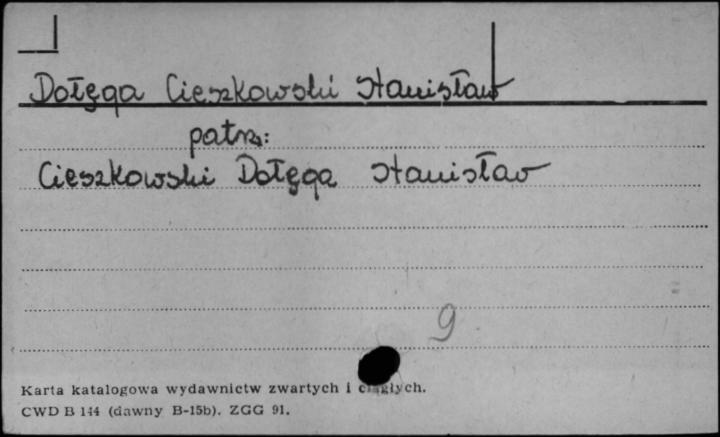 Dołęga Cieszkowski Stanisław
patrz:
Cieszkowski Dołęga Stanisław
9
Karta katalogowa wydawnictw zwartych i ciągłych.
CWD B 144 (dawny B-15b). ZGG 91.